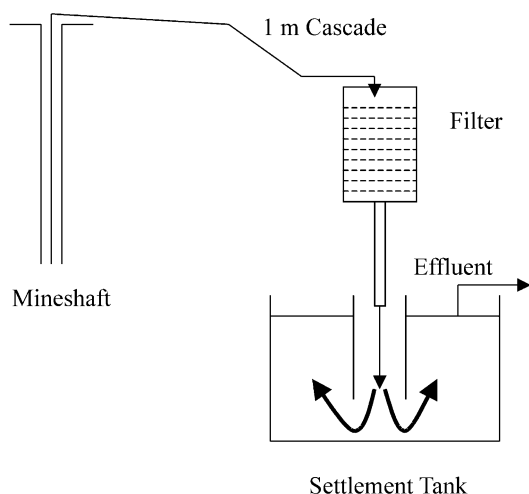 1 m Cascade
Filter
Effluent
Mineshaft
Settlement Tank